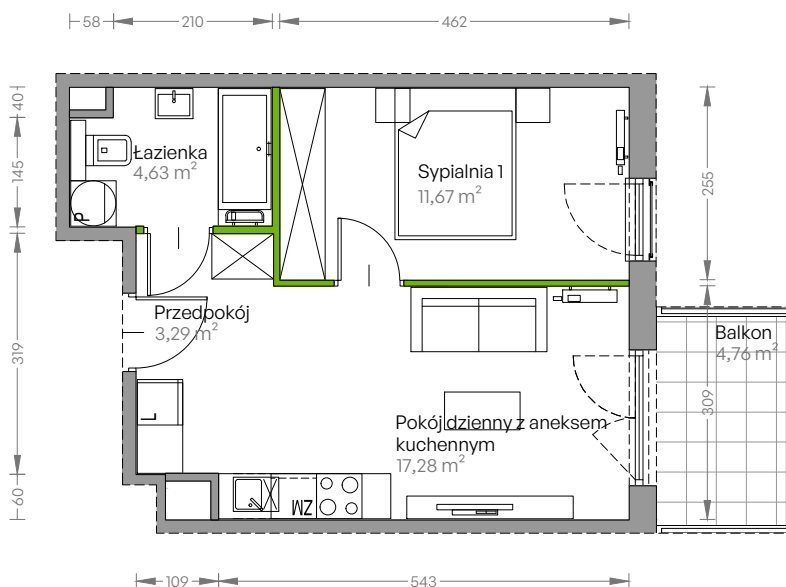 58
210
462
40
145
319
60
255
309
Łazienka
4,63 m²
Sypialnia 1
11,67 m²
P
Przedpokój
3,29 m²
Balkon
4,76 m²
L
Pokój dzienny z aneksem
kuchennym
17,28 m²
ZM
109
543